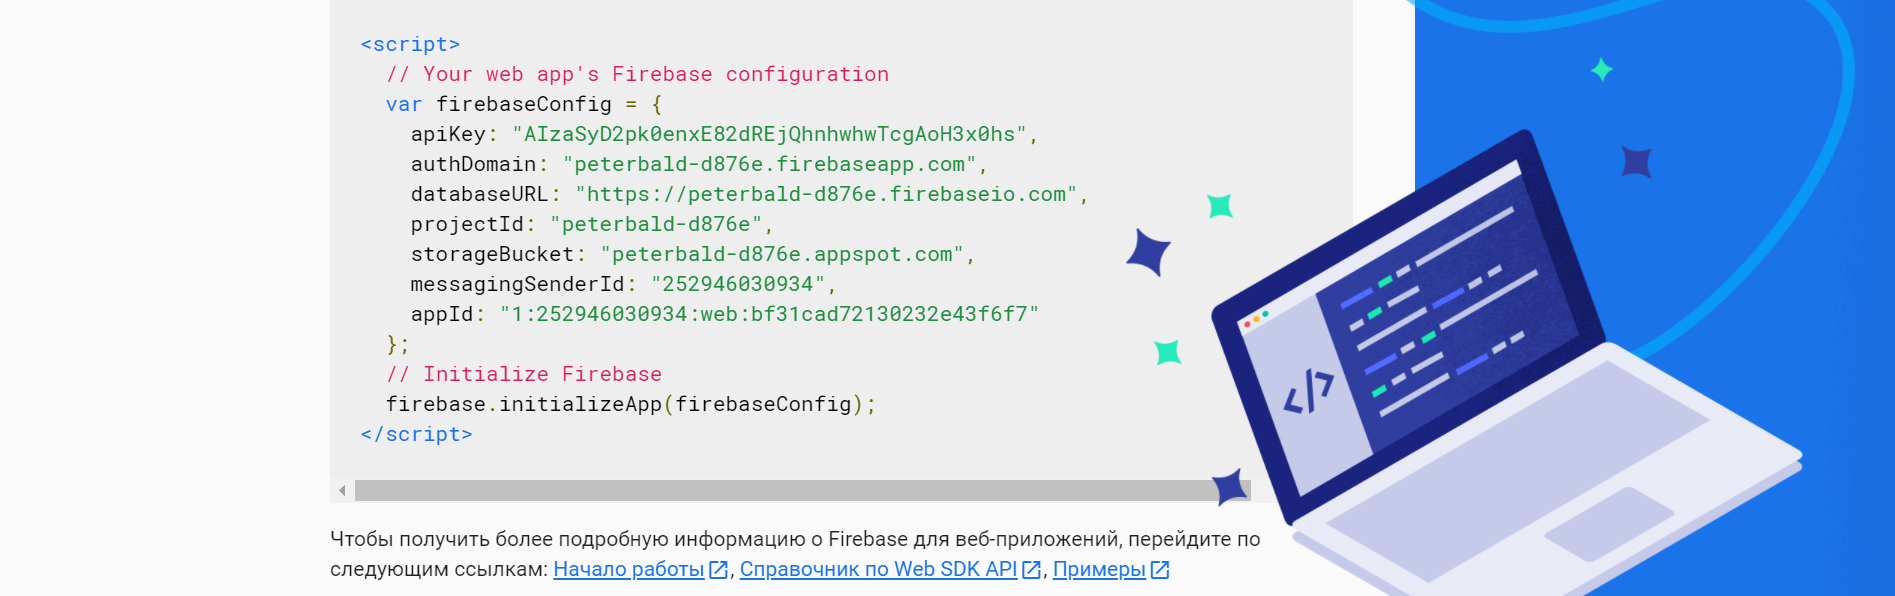 <script>
// Your web app's Firebase configuration
var firebaseConfig = {
apiKey: "AIzaSyD2pk0enxE82dREjQhnhwhwTcgAoH3x0hs",
authDomain: "peterbald-d876e.firebaseapp.com",
databaseURL: "https://peterbald-d876e.firebaseio.com",
projectId: "peterbald-d876e",
storageBucket: "peterbald-d876e.appspot.com",
messagingSenderId: "252946030934",
appId: "1:252946030934:web:bf31cad72130232e43f6f7"
};
// Initialize Firebase
firebase.initializeApp(firebaseConfig);
</script>
Чтобы получить более подробную информацию о Firebase для веб-приложений, перейдите по
следующим ссылкам: Начало работы, Справочник по Web SDK API, Примеры